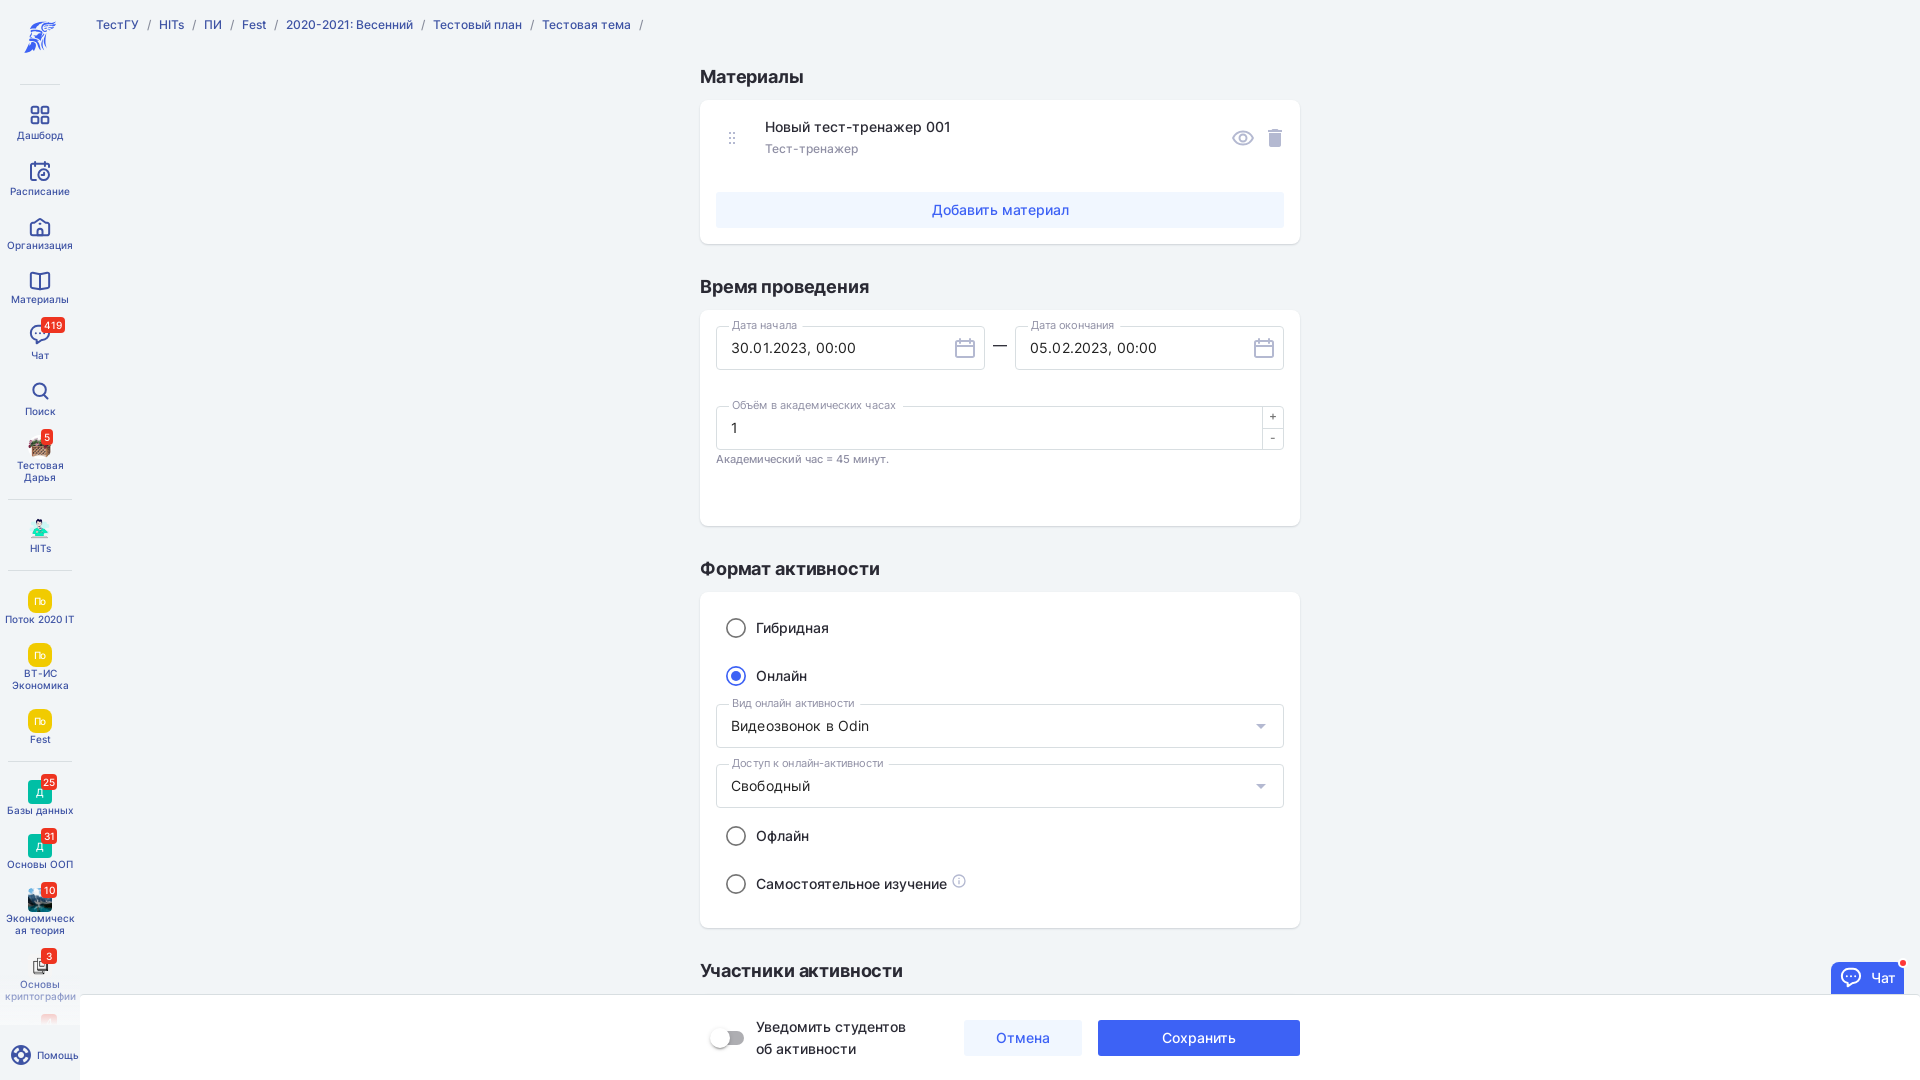 ТестГУ / HITs / ПИ / Fest / 2020-2021: Весенний / Тестовый план / Тестовая тема /
Дашборд
Расписание
Организация
Материалы
419
Чат
Поиск
5
Тестовая
Дарья
HITs
По
Поток 2020 IT
По
ВТ-ИС
Экономика
По
Fest
25
Д
Базы данных
31
Д
Основы ООП
10
Экономическ
ая теория
3
Основы
криптографии
Помощь
Материалы
Новый тест-тренажер 001
Тест-тренажер
Добавить материал
Время проведения
Дата начала
30.01.2023, 00:00
—
Дата окончания
05.02.2023, 00:00
Объём в академических часах
1
+
-
Академический час = 45 минут.
Формат активности
Гибридная
Онлайн
Вид онлайн активности
Видеозвонок в Odin
Доступ к онлайн-активности
Свободный
Офлайн
Самостоятельное изучение
Участники активности
Чат
Уведомить студентов
об активности
Отмена
Сохранить